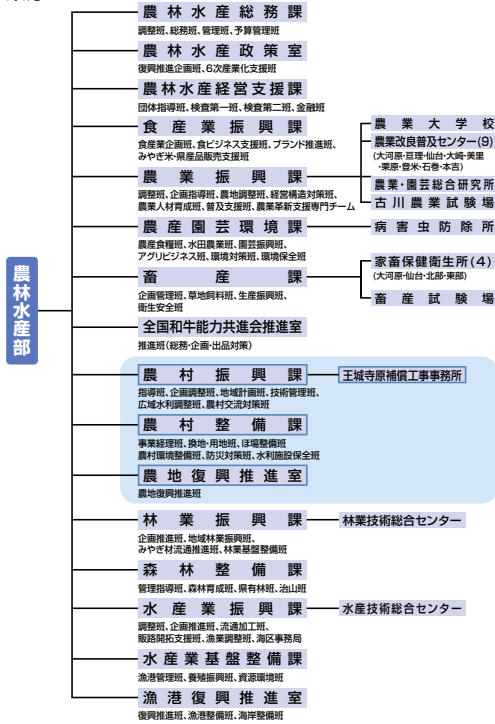 農林水産部
農林水産総務課
調整班、総務班、管理班、予算管理班
農林水産政策室
復興推進企画班、6次産業化支援班
農林水産経営支援課
団体指導班、検査第一班、検査第二班、金融班
食産業振興課
食産業企画班、食ビジネス支援班、ブランド推進班、
みやぎ米・県産品販売支援班
農業振興課
調整班、企画指導班、農地調整班、経営構造対策班、
農業人材育成班、普及支援班、農業革新支援専門チーム
農業大学校
農業改良普及センター(9)
(大河原・亘理・仙台・大崎・美里
・栗原・登米・石巻・本吉)
農業・園芸総合研究所
古川農業試験場
農産園芸環境課
農産食糧班、水田農業班、園芸振興班、
アグリビジネス班、環境対策班、環境保全班
病害虫防除所
畜産課
企画管理班、草地飼料班、生産振興班、
衛生安全班
家畜保健衛生所(4)
(大河原・仙台・北部・東部)
畜産試験場
全国和牛能力共進会推進室
推進班(総務・企画・出品対策)
農村振興課
指導班、企画調整班、地域計画班、技術管理班、
広域水利調整班、農村交流対策班
王城寺原補償工事事務所
農村整備課
事業経理班、換地・用地班、ほ場整備班
農村環境整備班、防災対策班、水利施設保全班
農地復興推進室
農地復興推進班
林業振興課
企画推進班、地域林業振興班、
みやぎ材流通推進班、林業基盤整備班
林業技術総合センター
森林整備課
管理指導班、森林育成班、県有林班、治山班
水産業振興課
調整班、企画推進班、流通加工班、
販路開拓支援班、漁業調整班、海区事務局
水産技術総合センター
水産業基盤整備課
漁港管理班、養殖振興班、資源環境班
漁港復興推進室
復興推進班、漁港整備班、海岸整備班